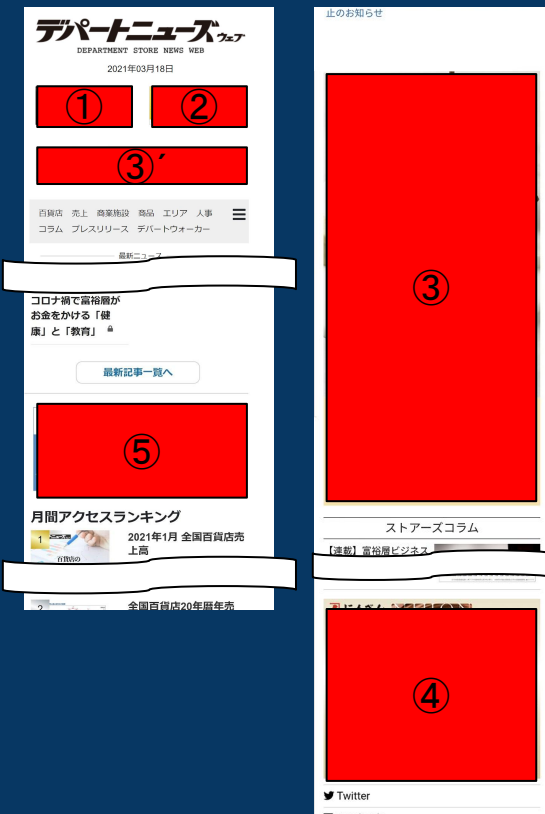 デパートニューズウェブ
DEPARTMENT STORE NEWS WEB
2021年03月18日
① ②
③´
百貨店 売上 商業施設 商品 エリア 人事
コラム プレスリリース デパートウォーカー
最新ニュース
コロナ禍で富裕層が
お金をかける「健
康」と「教育」
最新記事一覧へ
⑤
月間アクセスランキング
1
2021年1月 全国百貨店売
上高
百貨店の
2
全国百貨店20年暦年売
止のお知らせ
③
ストアーズコラム
【連載】富裕層ビジネス
④
Twitter